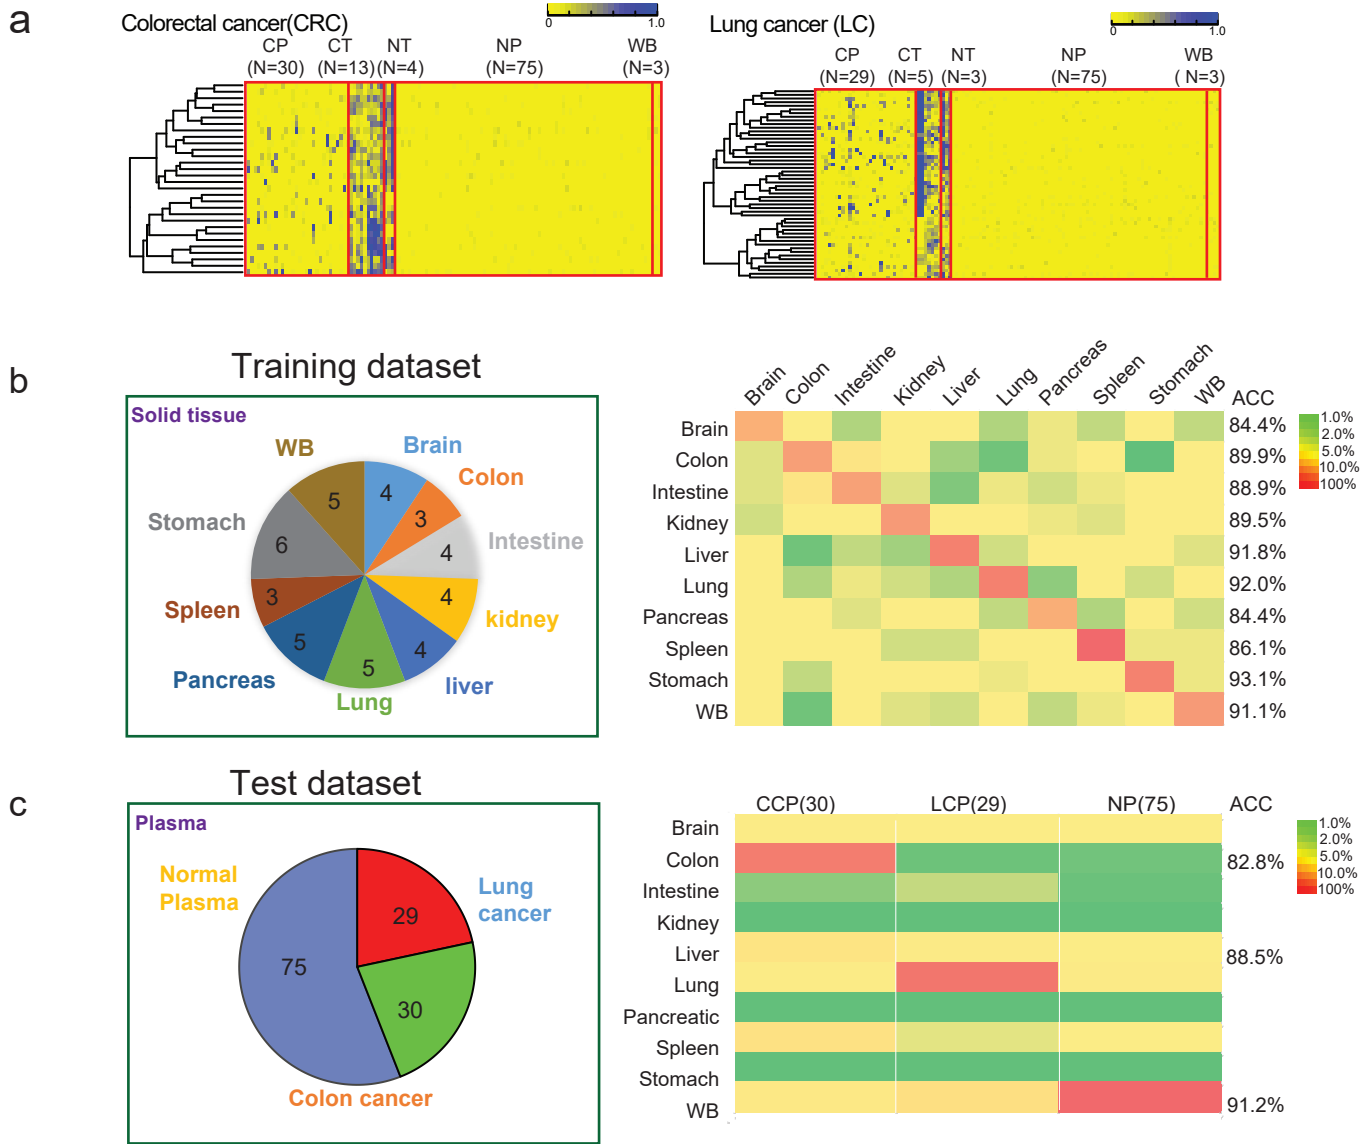 a
Colorectal cancer(CRC)
0 1.0
CP CT NT NP WB
(N=30) (N=13) (N=4) (N=75) (N=3)
Lung cancer (LC)
0 1.0
CP CT NT NP WB
(N=29) (N=5) (N=3) (N=75) ( N=3)
b
Training dataset
Solid tissue
WB
Brain
Colon
Intestine
kidney
liver
Lung
Pancreas
Spleen
Stomach
5
4
3
4
4
4
5
5
3
6
Brain Colon Intestine Kidney Liver Lung Pancreas Spleen Stomach WB ACC
Brain 84.4%
Colon 89.9%
Intestine 88.9%
Kidney 89.5%
Liver 91.8%
Lung 92.0%
Pancreas 84.4%
Spleen 86.1%
Stomach 93.1%
WB 91.1%
1.0%
2.0%
5.0%
10.0%
100%
c
Test dataset
Plasma
Normal
Plasma
Lung
cancer
Colon cancer
29
75
30
CCP(30) LCP(29) NP(75) ACC
Brain
Colon 82.8%
Intestine
Kidney
Liver 88.5%
Lung
Pancreatic
Spleen
Stomach
WB 91.2%
1.0%
2.0%
5.0%
10.0%
100%